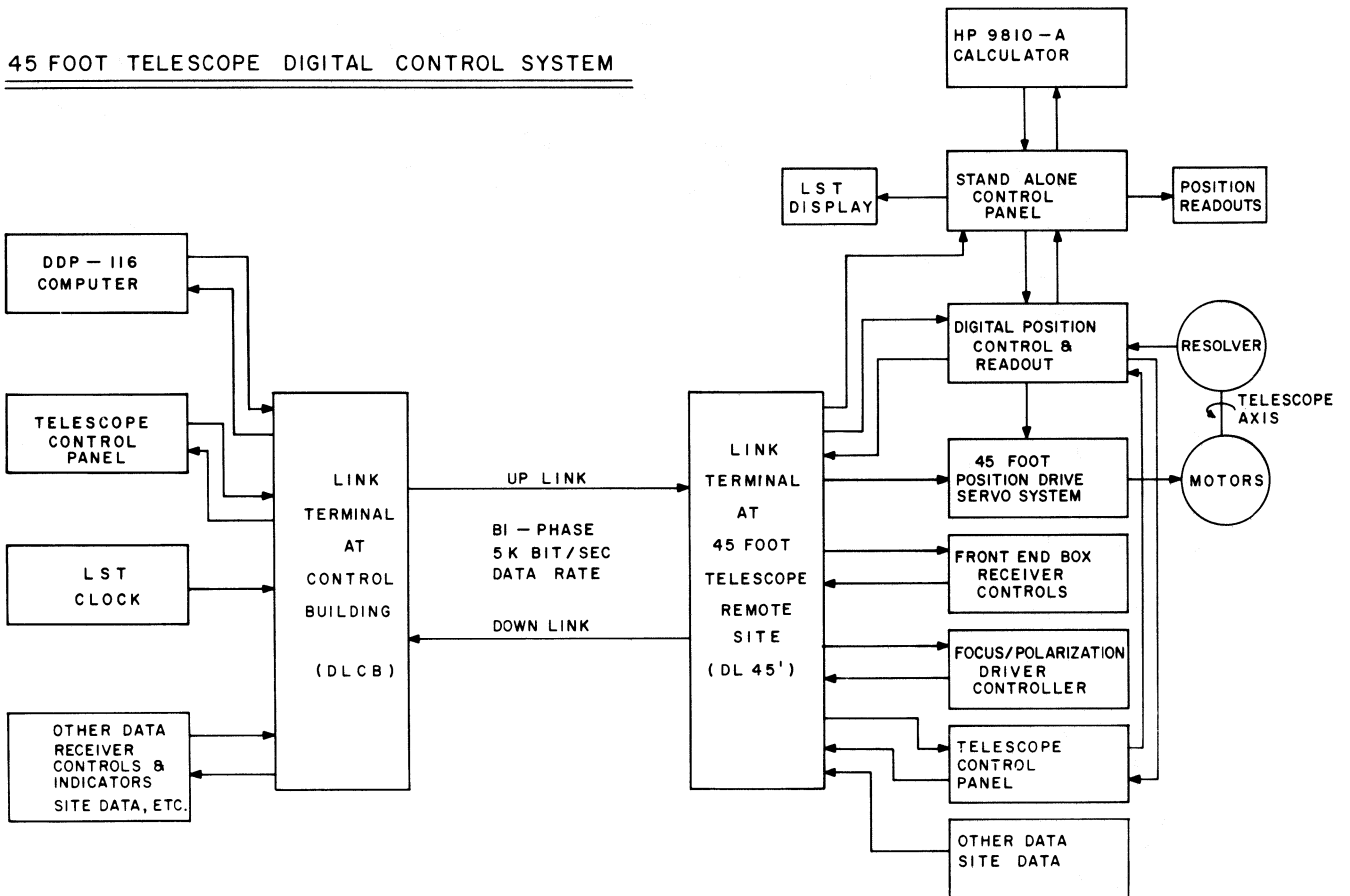 45 FOOT TELESCOPE DIGITAL CONTROL SYSTEM
HP 9810-A
CALCULATOR
STAND ALONE
CONTROL
PANEL
LST
DISPLAY
POSITION
READOUTS
DDP-116
COMPUTER
TELESCOPE
CONTROL
PANEL
LST
CLOCK
OTHER DATA
RECEIVER
CONTROLS &
INDICATORS
SITE DATA, ETC.
LINK
TERMINAL
AT
CONTROL
BUILDING
(DLCB)
UP LINK
BI-PHASE
5K BIT/SEC
DATA RATE
DOWN LINK
LINK
TERMINAL
AT
45 FOOT
TELESCOPE
REMOTE
SITE
(DL 45')
DIGITAL POSITION
CONTROL &
READOUT
RESOLVER
TELESCOPE
AXIS
MOTORS
45 FOOT
POSITION DRIVE
SERVO SYSTEM
FRONT END BOX
RECEIVER
CONTROLS
FOCUS/POLARIZATION
DRIVER
CONTROLLER
TELESCOPE
CONTROL
PANEL
OTHER DATA
SITE DATA